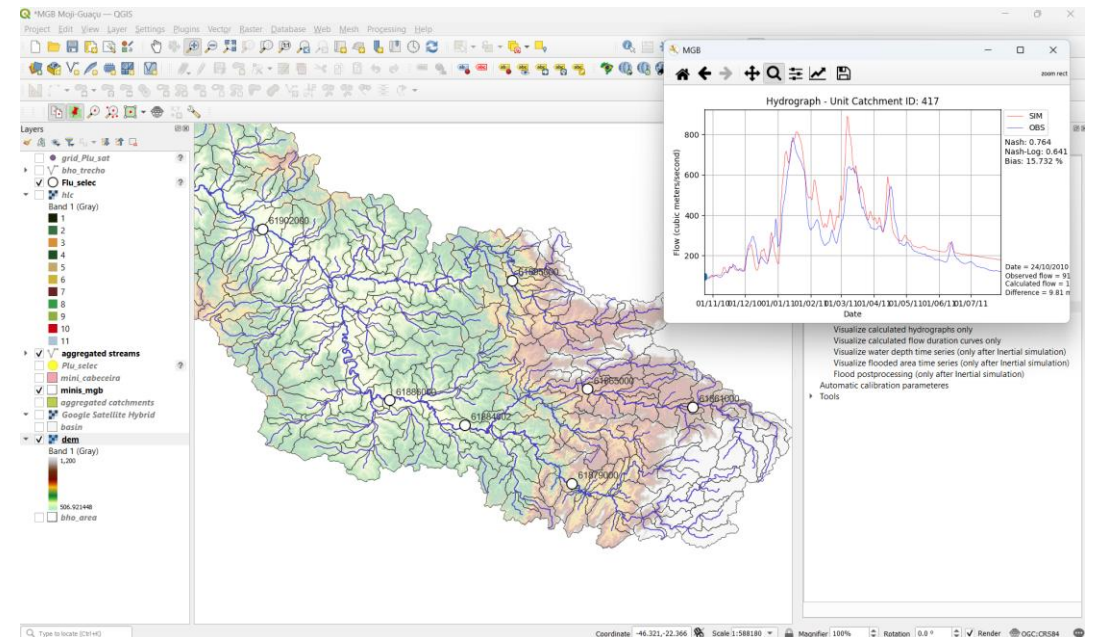 *MGB Moji-Guaçu — QGIS
Project Edit View Layer Settings Plugins Vector Raster Database Web Mesh Processing Help
Layers
grid_Plu_sat
bho_trecho
Flu_selec
hlc
Band 1 (Gray)
1
2
3
4
5
6
7
8
9
10
11
aggregated streams
Plu_selec
mini_cabeceira
minis_mgb
aggregated catchments
Google Satellite Hybrid
basin
dem
Band 1 (Gray)
1,200
506.921448
bho_area
61902000
61865000
61861000
61879000
MGB
zoom rect
Hydrograph - Unit Catchment ID: 417
SIM
OBS
Nash: 0.764
Nash-Log: 0.641
Bias: 15.732 %
800
600
400
200
Flow (cubic meters/second)
Date = 24/10/2010
Observed flow = 91
Calculated flow = 1
Difference = 9.81 m
01/11/1001/12/1001/01/1101/02/1101/03/1101/04/1101/05/1101/06/1101/07/11
Date
Visualize calculated hydrographs only
Visualize calculated flow duration curves only
Visualize water depth time series (only after Inertial simulation)
Visualize flooded area time series (only after Inertial simulation)
Flood postprocessing (only after Inertial simulation)
Automatic calibration parameteres
Tools
Type to locate (Ctrl+K)
Coordinate -46.321,-22.366 Scale 1:588180 Magnifier 100% Rotation 0.0 ° Render OGC:CRS84